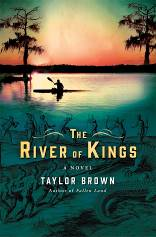 THE
RIVER OF KINGS
A NOVEL
TAYLOR BROWN
Author of Fallen Land